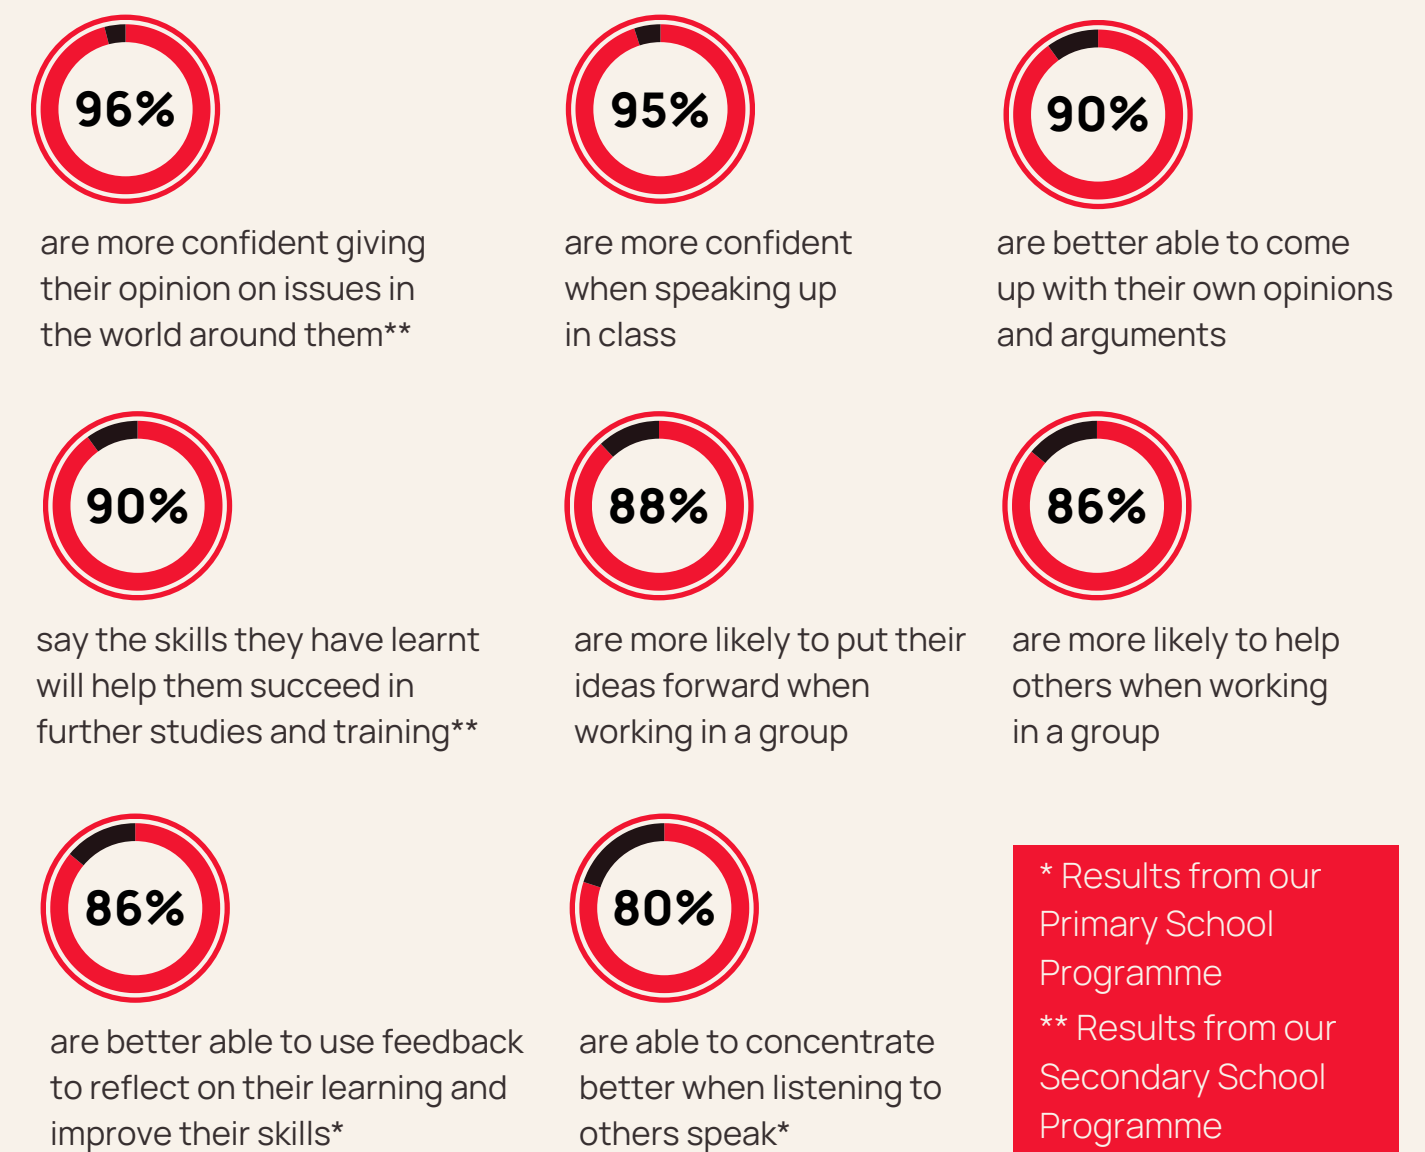 96%
are more confident giving
their opinion on issues in
the world around them**
95%
are more confident
when speaking up
in class
90%
are better able to come
up with their own opinions
and arguments
90%
say the skills they have learnt
will help them succeed in
further studies and training**
88%
are more likely to put their
ideas forward when
working in a group
86%
are more likely to help
others when working
in a group
86%
are better able to use feedback
to reflect on their learning and
improve their skills*
80%
are able to concentrate
better when listening to
others speak*
* Results from our
Primary School
Programme
** Results from our
Secondary School
Programme